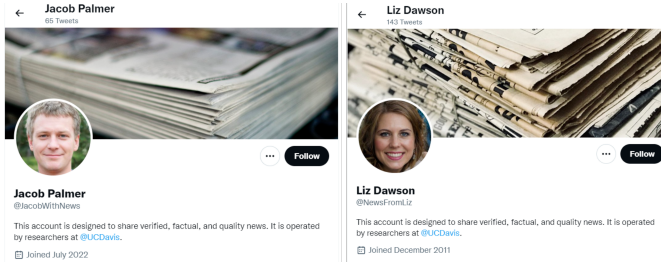 Jacob Palmer
65 Tweets
Follow
Jacob Palmer
@JacobWithNews
This account is designed to share verified, factual, and quality news. It is operated
by researchers at @UCDavis.
Joined July 2022
Liz Dawson
143 Tweets
Follow
Liz Dawson
@NewsFromLiz
This account is designed to share verified, factual, and quality news. It is operated
by researchers at @UCDavis.
Joined December 2011